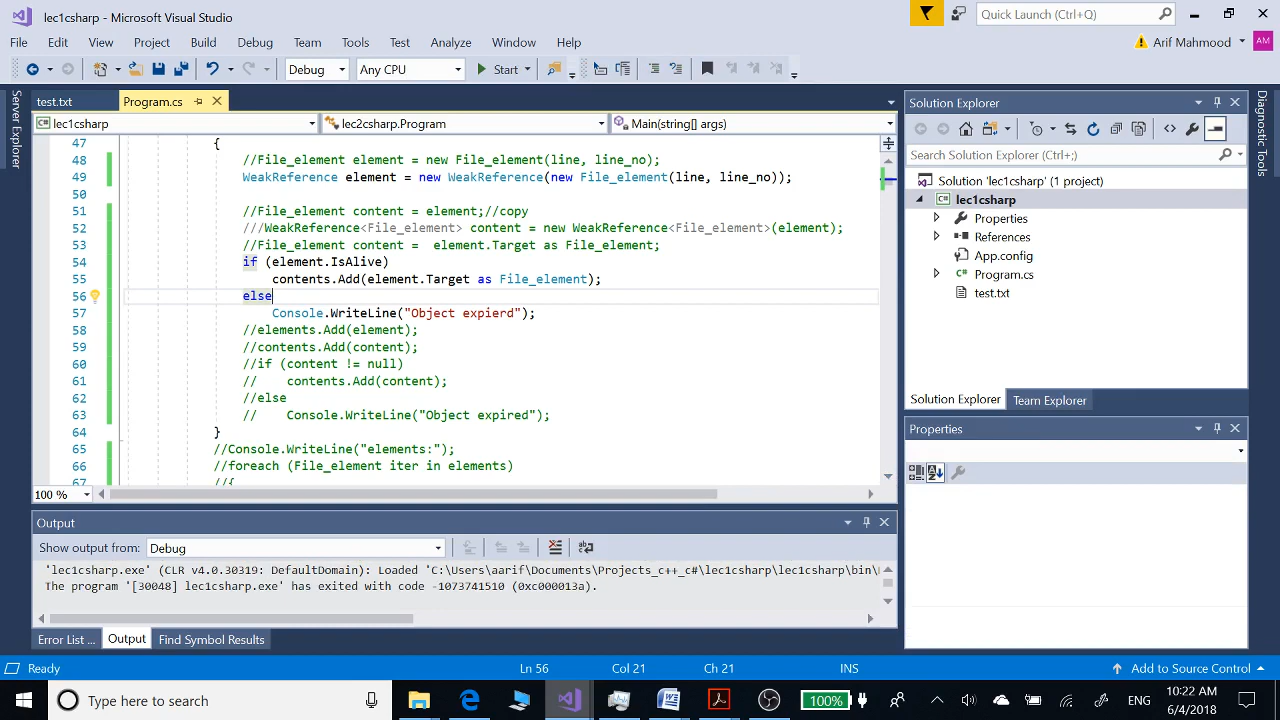 lec1csharp - Microsoft Visual Studio
Quick Launch (Ctrl+Q)
File Edit View Project Build Debug Team Tools Test Analyze Window Help
Arif Mahmood AM
Debug Any CPU Start
Server Explorer
test.txt Program.cs
lec1csharp lec2csharp.Program Main(string[] args)
47 {
48 //File_element element = new File_element(line, line_no);
49 WeakReference element = new WeakReference(new File_element(line, line_no));
50
51 //File_element content = element;//copy
52 ///WeakReference<File_element> content = new WeakReference<File_element>(element);
53 //File_element content =  element.Target as File_element;
54 if (element.IsAlive)
55 contents.Add(element.Target as File_element);
56 else
57 Console.WriteLine("Object expierd");
58 //elements.Add(element);
59 //contents.Add(content);
60 //if (content != null)
61 //    contents.Add(content);
62 //else
63 //    Console.WriteLine("Object expired");
64 }
65 //Console.WriteLine("elements:");
66 //foreach (File_element iter in elements)
67 //{
100 %
Output
Show output from: Debug
'lec1csharp.exe' (CLR v4.0.30319: DefaultDomain): Loaded 'C:\Users\aarif\Documents\Projects_c++_c#\lec1csharp\lec1csharp\bin\
The program '[30048] lec1csharp.exe' has exited with code -1073741510 (0xc000013a).
Error List ... Output Find Symbol Results
Solution Explorer
Search Solution Explorer (Ctrl+;)
Solution 'lec1csharp' (1 project)
lec1csharp
Properties
References
App.config
Program.cs
test.txt
Solution Explorer Team Explorer
Properties
Diagnostic Tools
Ready Ln 56 Col 21 Ch 21 INS Add to Source Control
Type here to search
100%
ENG
10:22 AM
6/4/2018